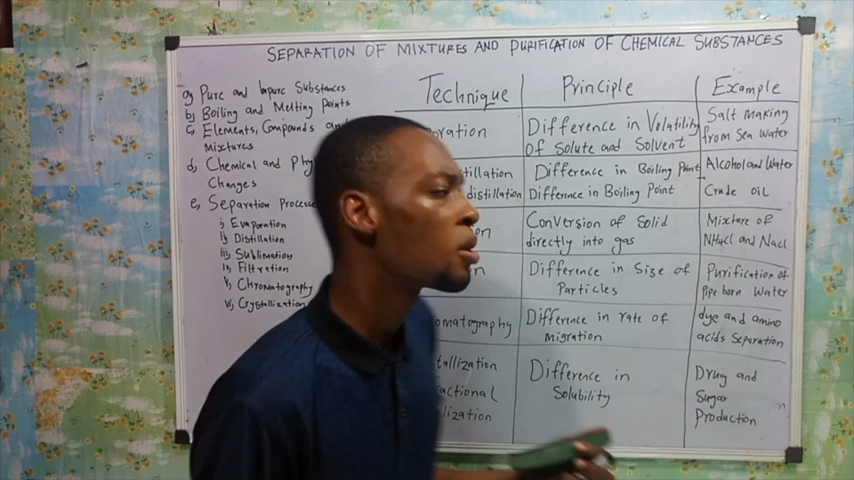 SEPARATION OF MIXTURES AND PURIFICATION OF CHEMICAL SUBSTANCES
a, Pure and Impure Substances
b) Boiling and Melting Points
c, Elements, Compounds and
Mixtures
d, Chemical and Phy
Changes
e, Separation Processe
i, Evaporation
ii, Distillation
iii, Sublimation
iv, Filtration
v, Chromatography
v, Crystallization
Technique
Principle
Example
oration
Difference in Volatility
of Solute and Solvent
Salt making
from Sea Water
stillation
Difference in Boiling Point
Alcohol and Water
distillation
Difference in Boiling Point
Crude oil
on
Conversion of Solid
directly into gas
Mixture of
NH4Cl and NaCl
on
Difference in Size of
Particles
Purification of
Pipe born Water
omatography
Difference in rate of
migration
dye and amino
acids Separation
tallization
actional
lization
Difference in
Solubility
Drug and
Sugar
Production